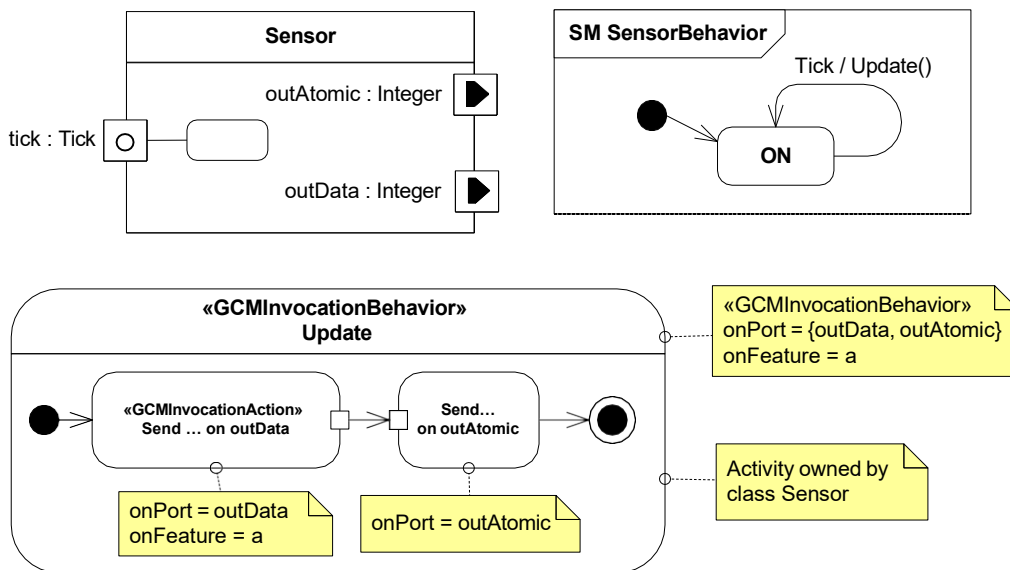 Sensor
outAtomic : Integer
tick : Tick
outData : Integer
SM SensorBehavior
Tick / Update()
ON
«GCMInvocationBehavior»
Update
«GCMInvocationAction»
Send … on outData
Send…
on outAtomic
onPort = outData
onFeature = a
onPort = outAtomic
«GCMInvocationBehavior»
onPort = {outData, outAtomic}
onFeature = a
Activity owned by
class Sensor